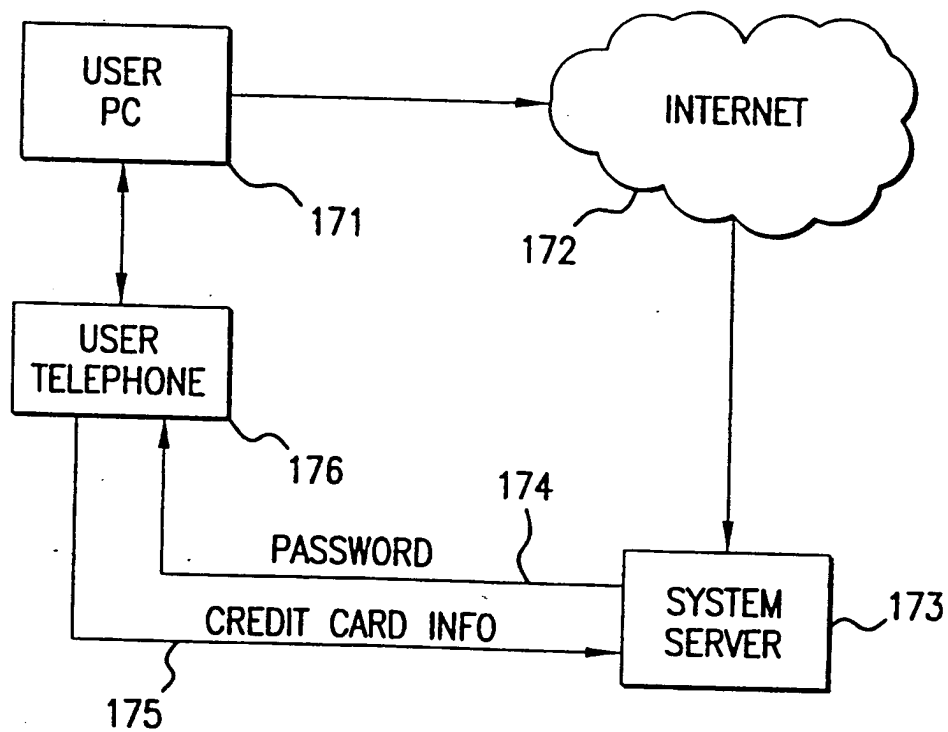 USER
PC
INTERNET
171
172
USER
TELEPHONE
176
174
PASSWORD
SYSTEM
SERVER
173
CREDIT CARD INFO
175